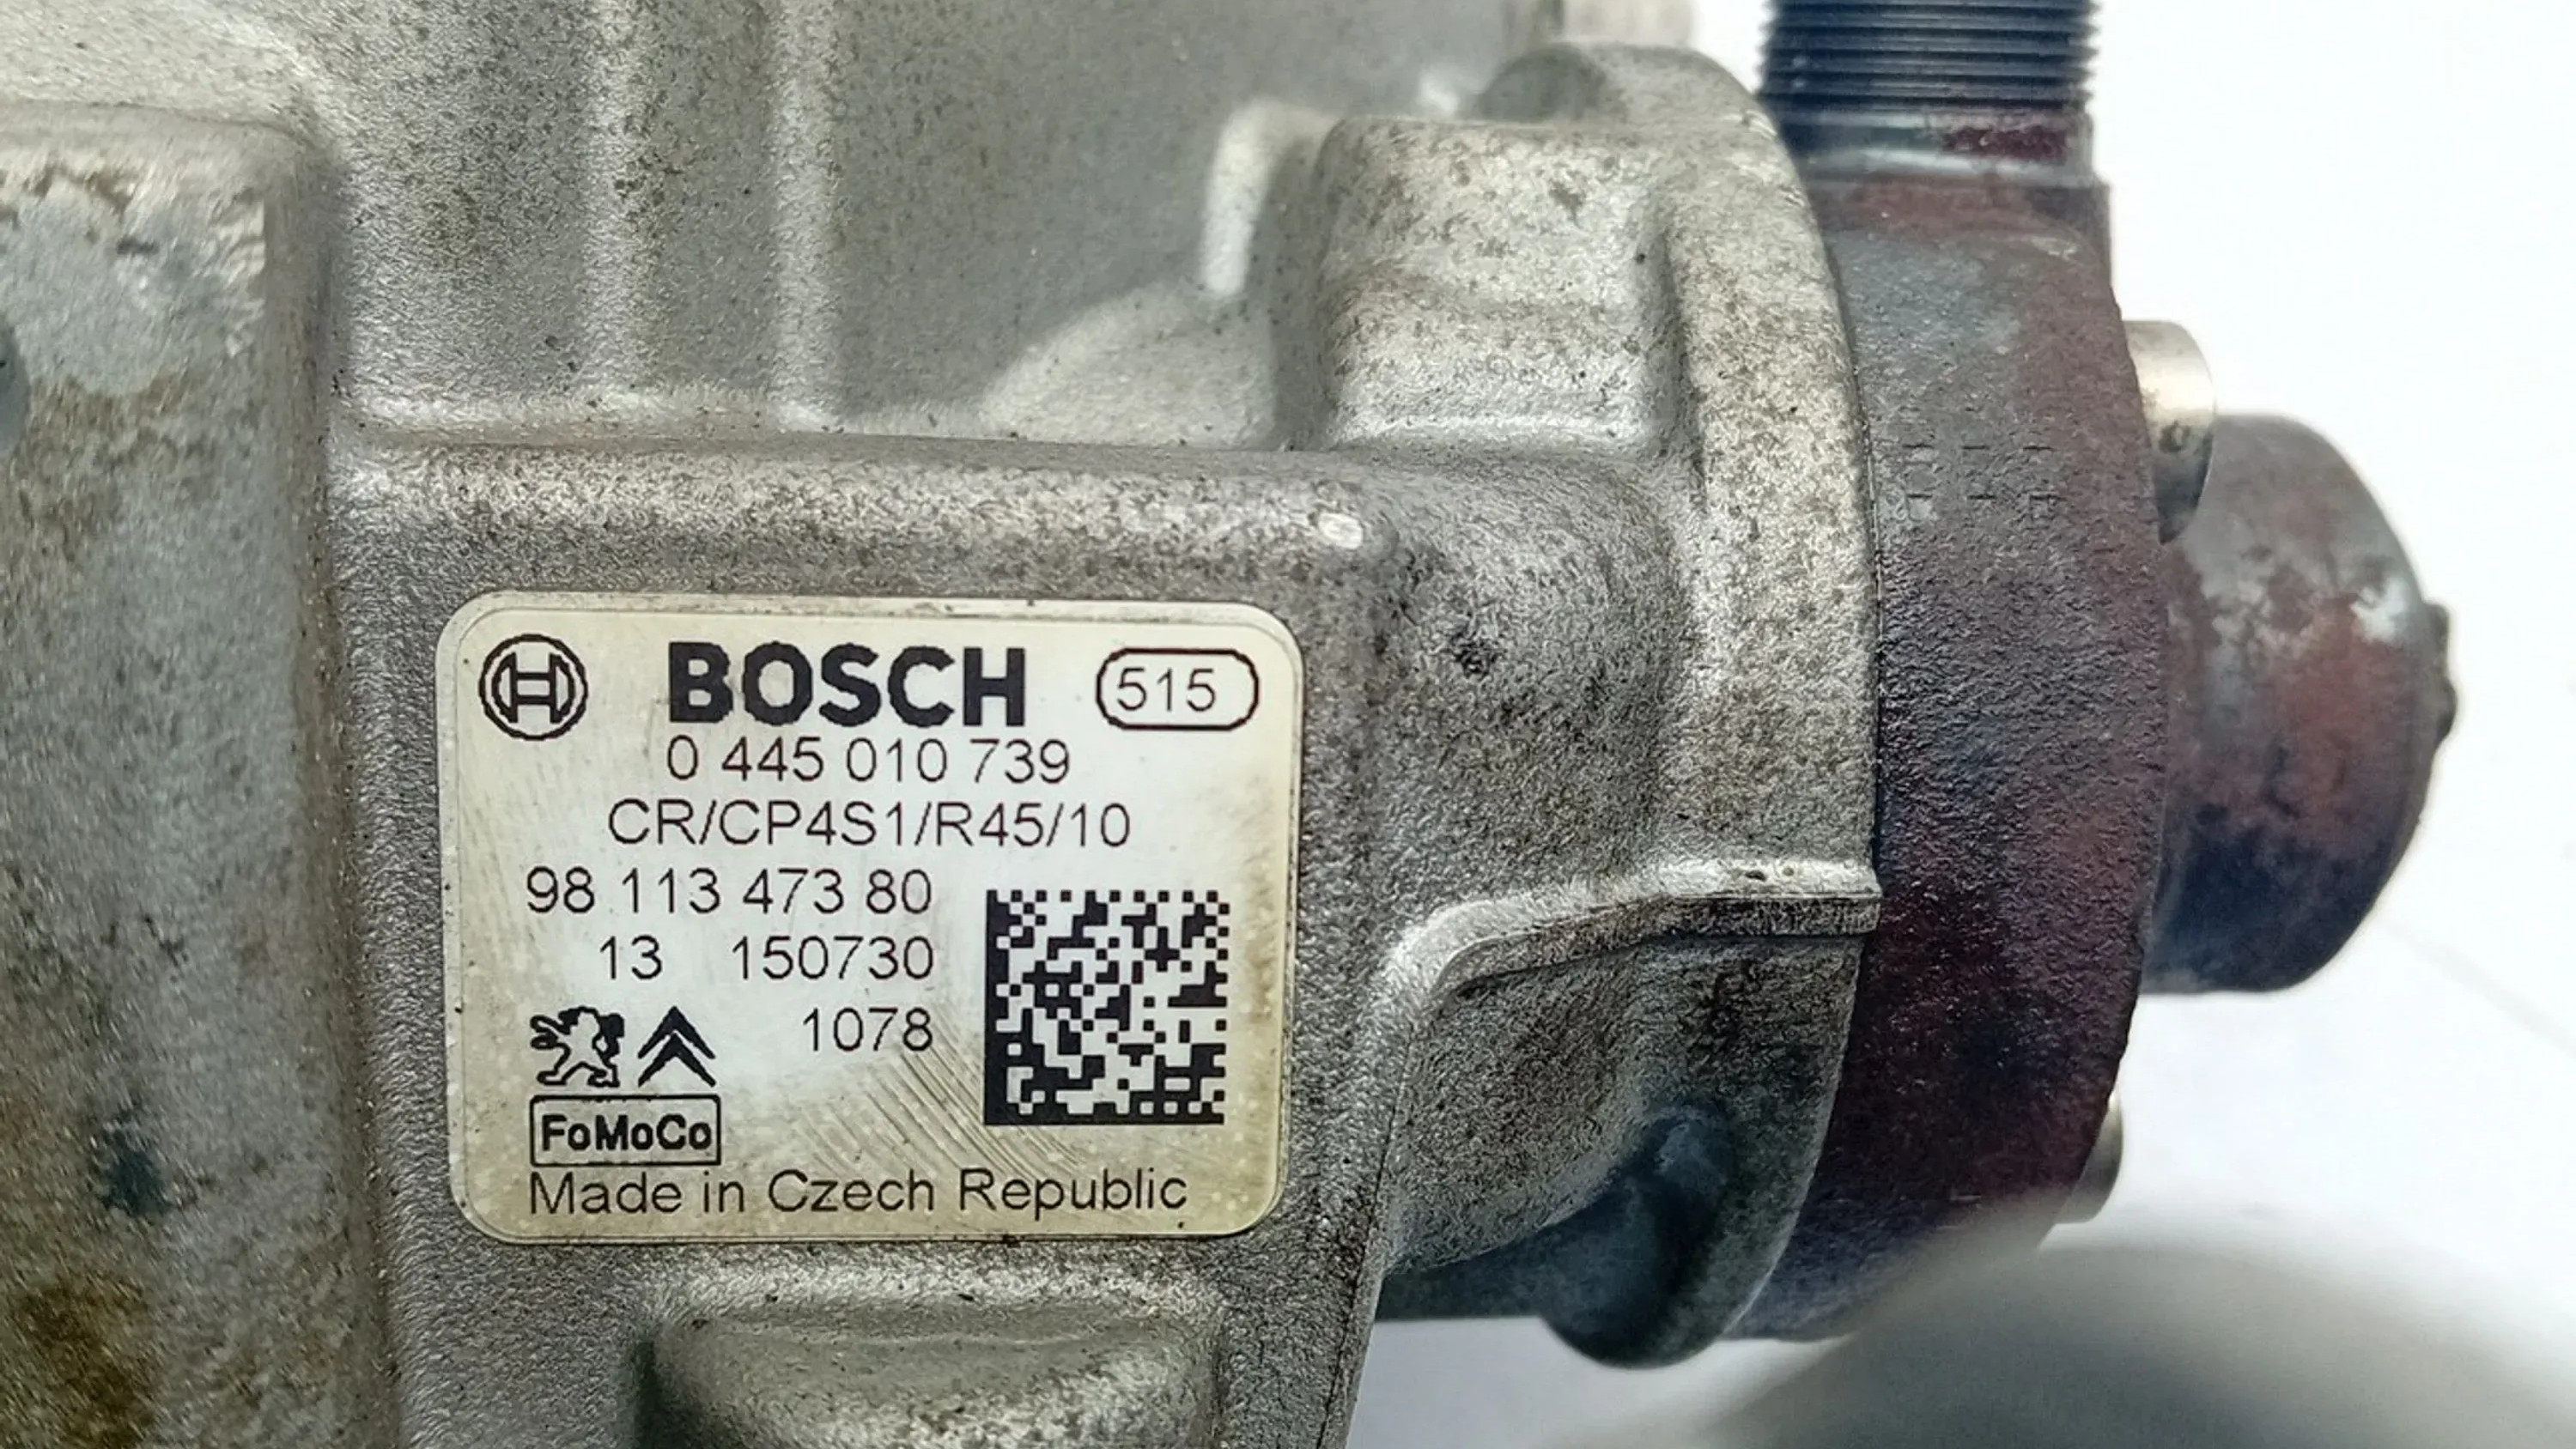 BOSCH 515
0 445 010 739
CR/CP4S1/R45/10
98 113 473 80
13 150730
1078
FoMoCo
Made in Czech Republic